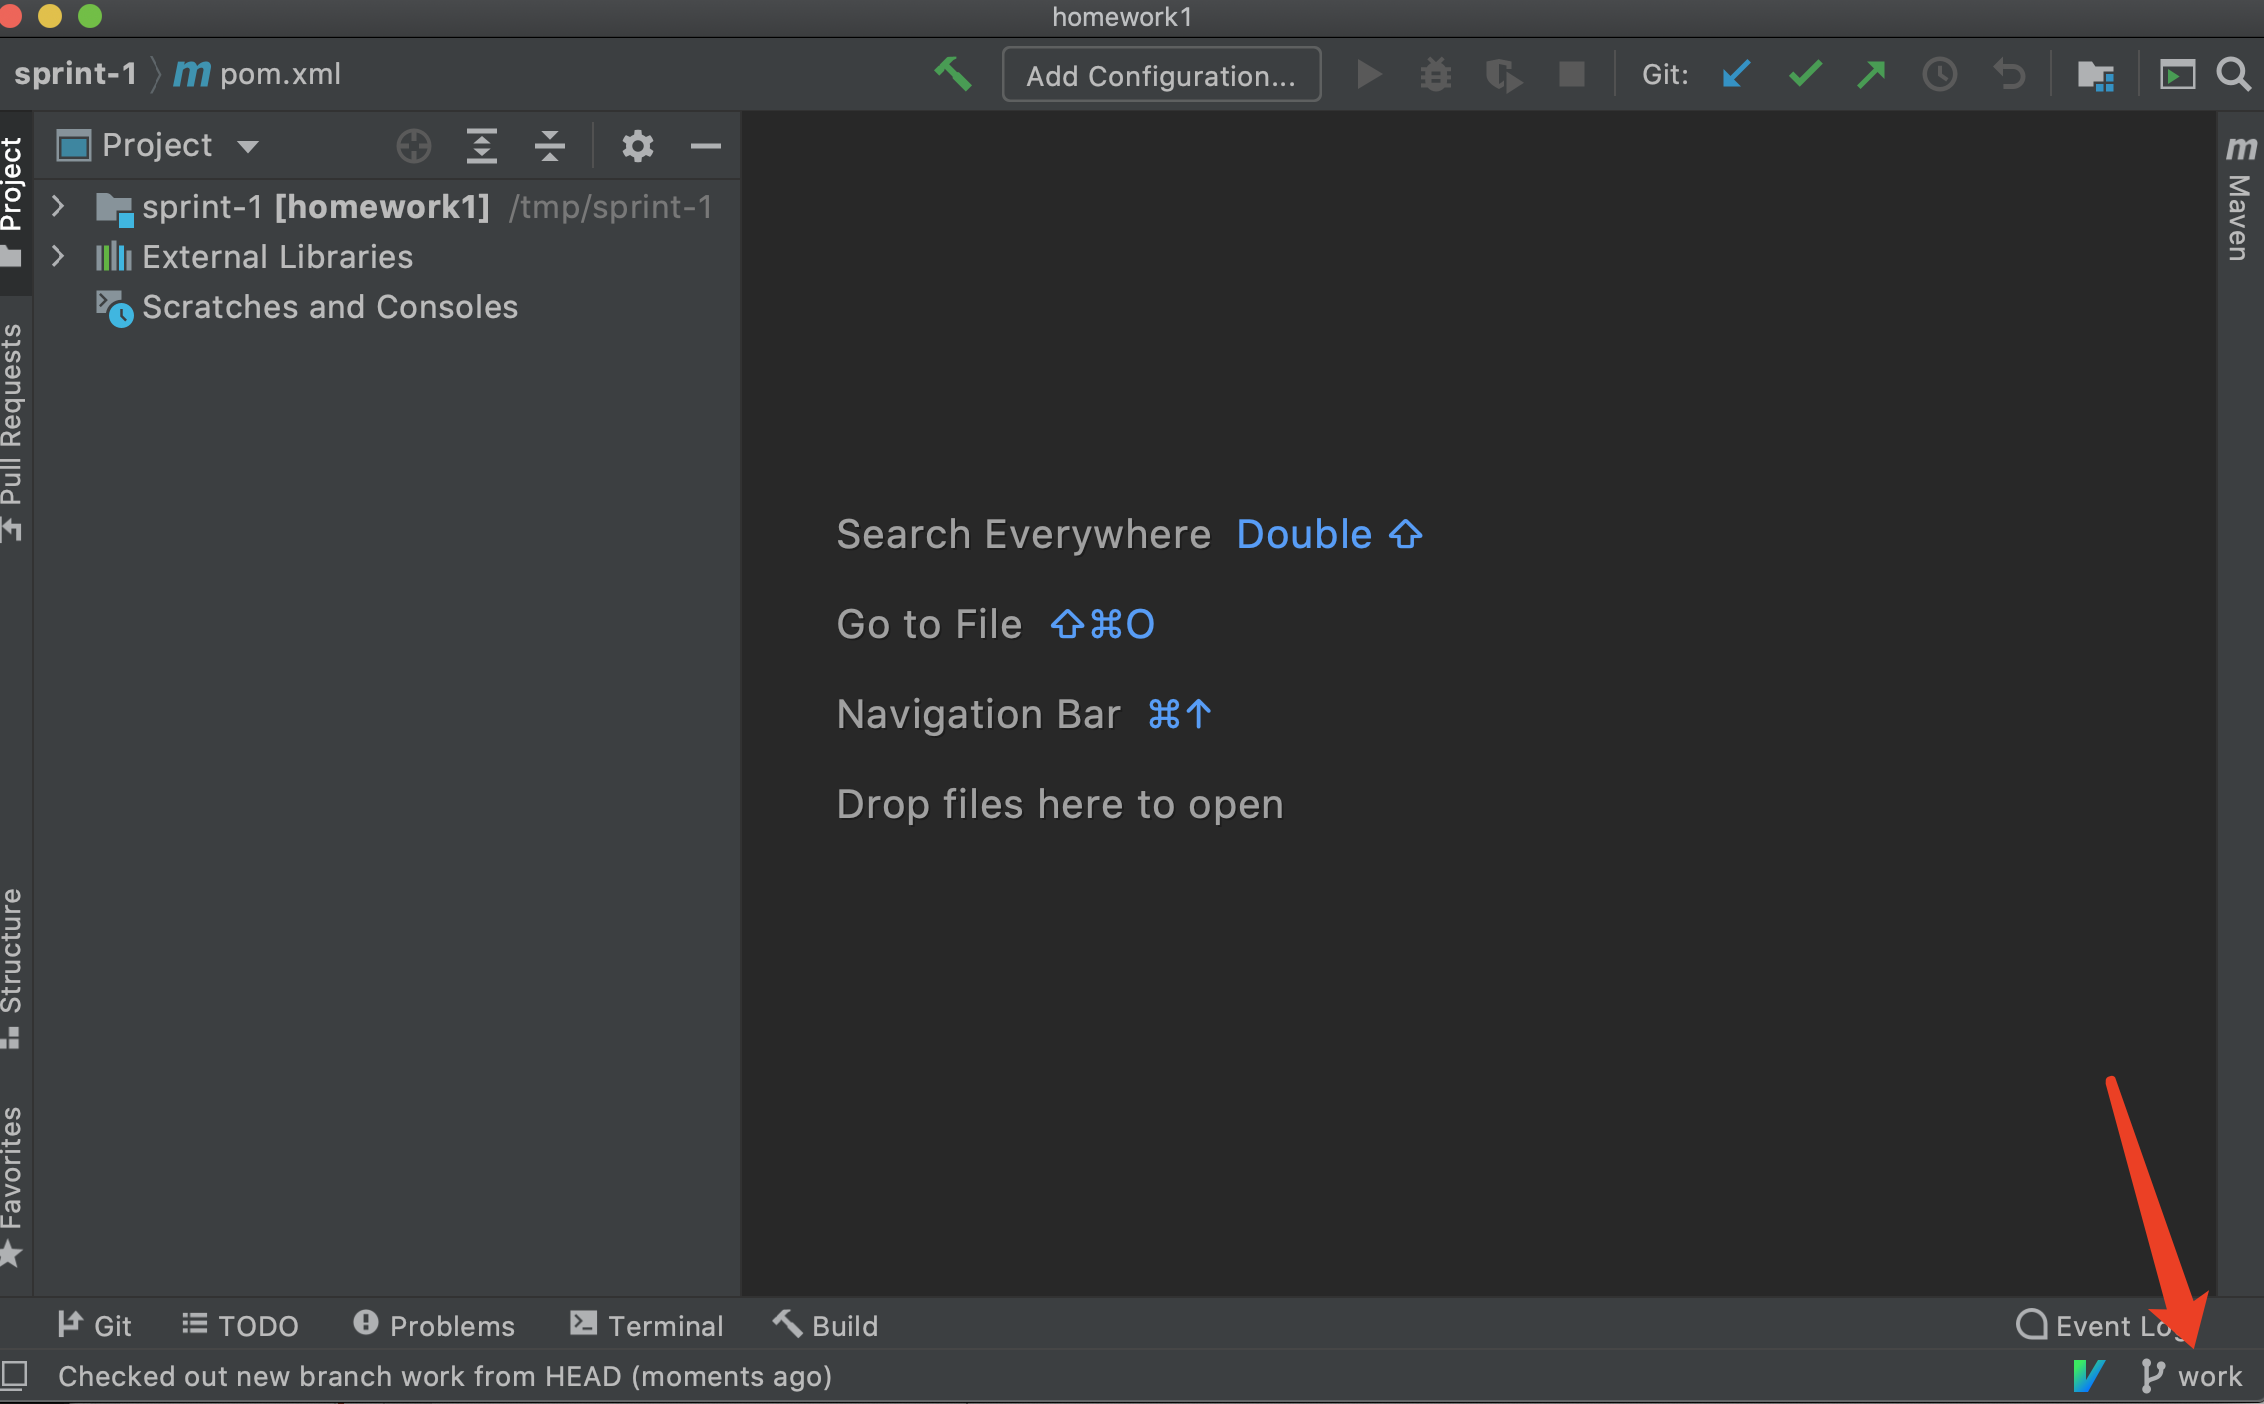 homework1
sprint-1 pom.xml
Add Configuration...
Git:
Project
sprint-1 [homework1] /tmp/sprint-1
External Libraries
Scratches and Consoles
Project
Pull Requests
Structure
Favorites
Maven
Search Everywhere Double ⇧
Go to File ⇧⌘O
Navigation Bar ⌘↑
Drop files here to open
Git
TODO
Problems
Terminal
Build
Event Log
Checked out new branch work from HEAD (moments ago)
work